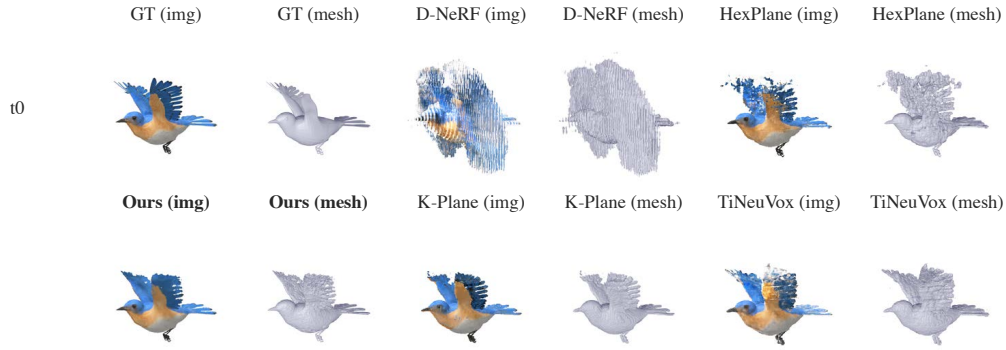 GT (img) GT (mesh) D-NeRF (img) D-NeRF (mesh) HexPlane (img) HexPlane (mesh)
t0
Ours (img) Ours (mesh) K-Plane (img) K-Plane (mesh) TiNeuVox (img) TiNeuVox (mesh)